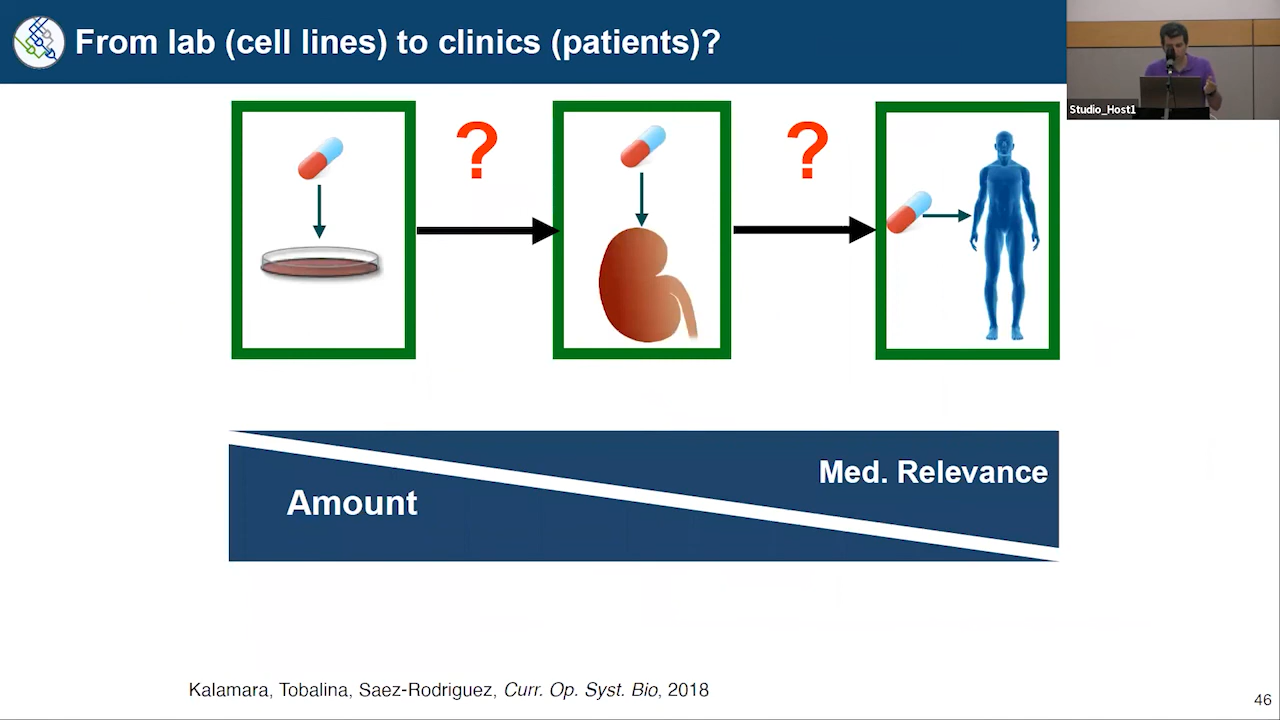 From lab (cell lines) to clinics (patients)?
Studio_Host1
? ?
Med. Relevance
Amount
Kalamara, Tobalina, Saez-Rodriguez, Curr. Op. Syst. Bio, 2018
46